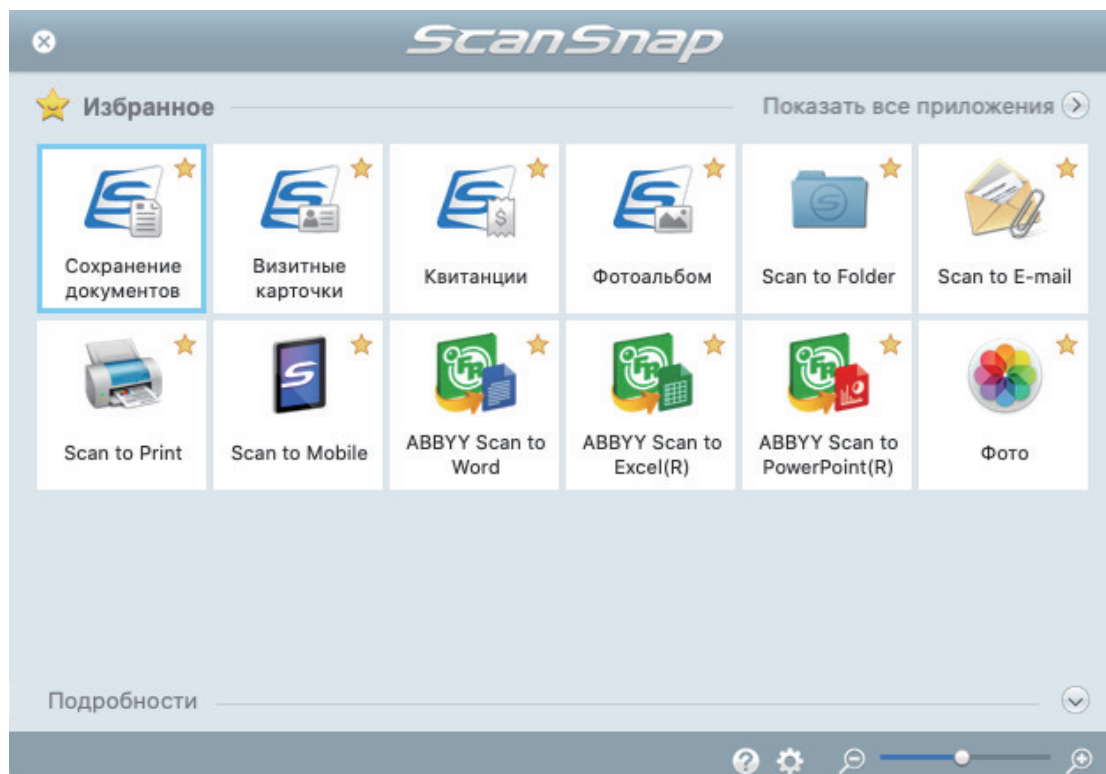 ScanSnap
Избранное
Показать все приложения
Сохранение
документов
Визитные
карточки
Квитанции
Фотоальбом
Scan to Folder
Scan to E-mail
Scan to Print
Scan to Mobile
ABBYY Scan to
Word
ABBYY Scan to
Excel(R)
ABBYY Scan to
PowerPoint(R)
Фото
Подробности